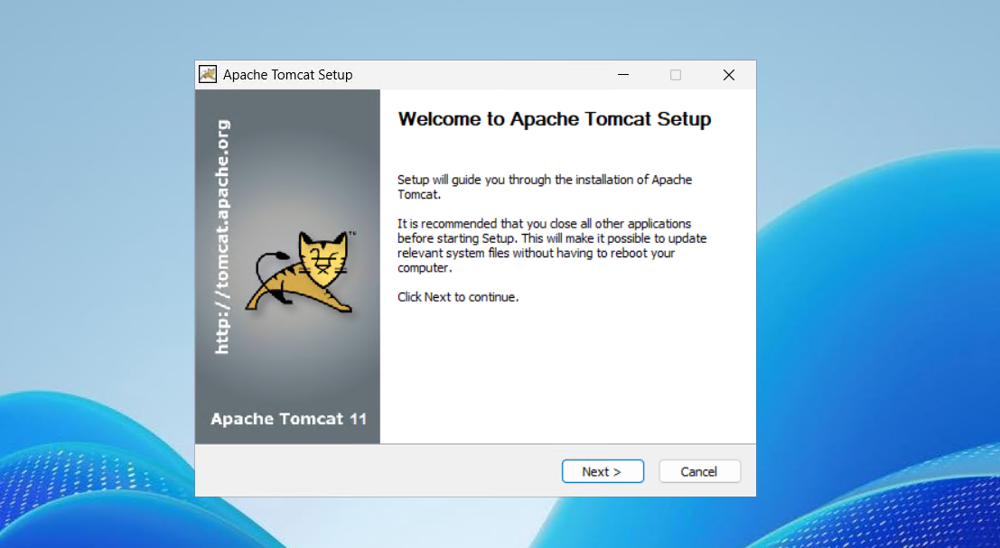 Apache Tomcat Setup
http://tomcat.apache.org
TM
Apache Tomcat 11
Welcome to Apache Tomcat Setup
Setup will guide you through the installation of Apache
Tomcat.
It is recommended that you close all other applications
before starting Setup. This will make it possible to update
relevant system files without having to reboot your
computer.
Click Next to continue.
Next >
Cancel